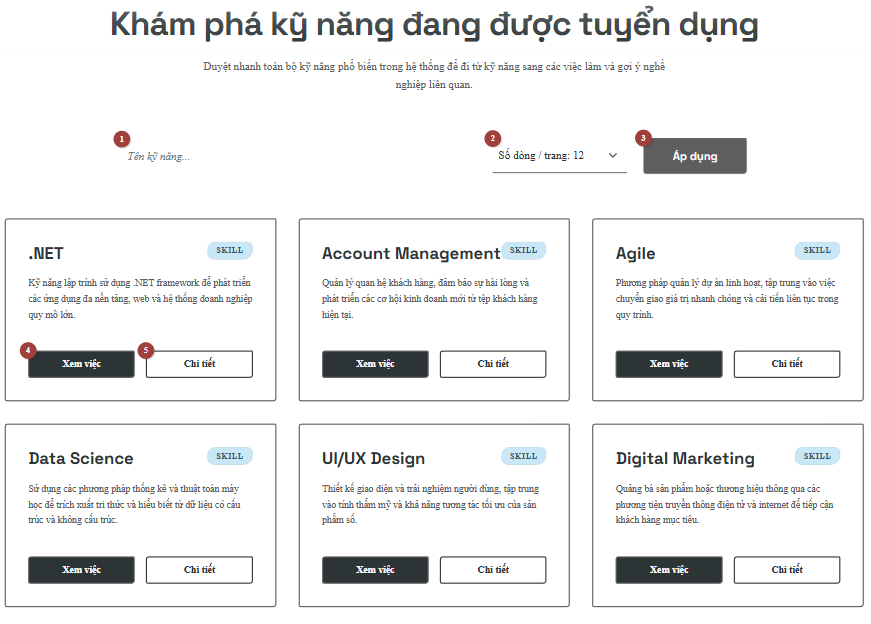 Khám phá kỹ năng đang được tuyển dụng
Duyệt nhanh toàn bộ kỹ năng phổ biến trong hệ thống để đi từ kỹ năng sang các việc làm và gợi ý nghề
nghiệp liên quan.
1
Tên kỹ năng...
2
Số dòng / trang: 12
3
Áp dụng
.NET
SKILL
Kỹ năng lập trình sử dụng .NET framework để phát triển
các ứng dụng đa nền tảng, web và hệ thống doanh nghiệp
quy mô lớn.
4
Xem việc
5
Chi tiết
Account Management
SKILL
Quản lý quan hệ khách hàng, đảm bảo sự hài lòng và
phát triển các cơ hội kinh doanh mới từ tệp khách hàng
hiện tại.
Xem việc
Chi tiết
Agile
SKILL
Phương pháp quản lý dự án linh hoạt, tập trung vào việc
chuyển giao giá trị nhanh chóng và cải tiến liên tục trong
quy trình.
Xem việc
Chi tiết
Data Science
SKILL
Sử dụng các phương pháp thống kê và thuật toán máy
học để trích xuất tri thức và hiểu biết từ dữ liệu có cấu
trúc và không cấu trúc.
Xem việc
Chi tiết
UI/UX Design
SKILL
Thiết kế giao diện và trải nghiệm người dùng, tập trung
vào tính thẩm mỹ và khả năng tương tác tối ưu của sản
phẩm số.
Xem việc
Chi tiết
Digital Marketing
SKILL
Quảng bá sản phẩm hoặc thương hiệu thông qua các
phương tiện truyền thông điện tử và internet để tiếp cận
khách hàng mục tiêu.
Xem việc
Chi tiết